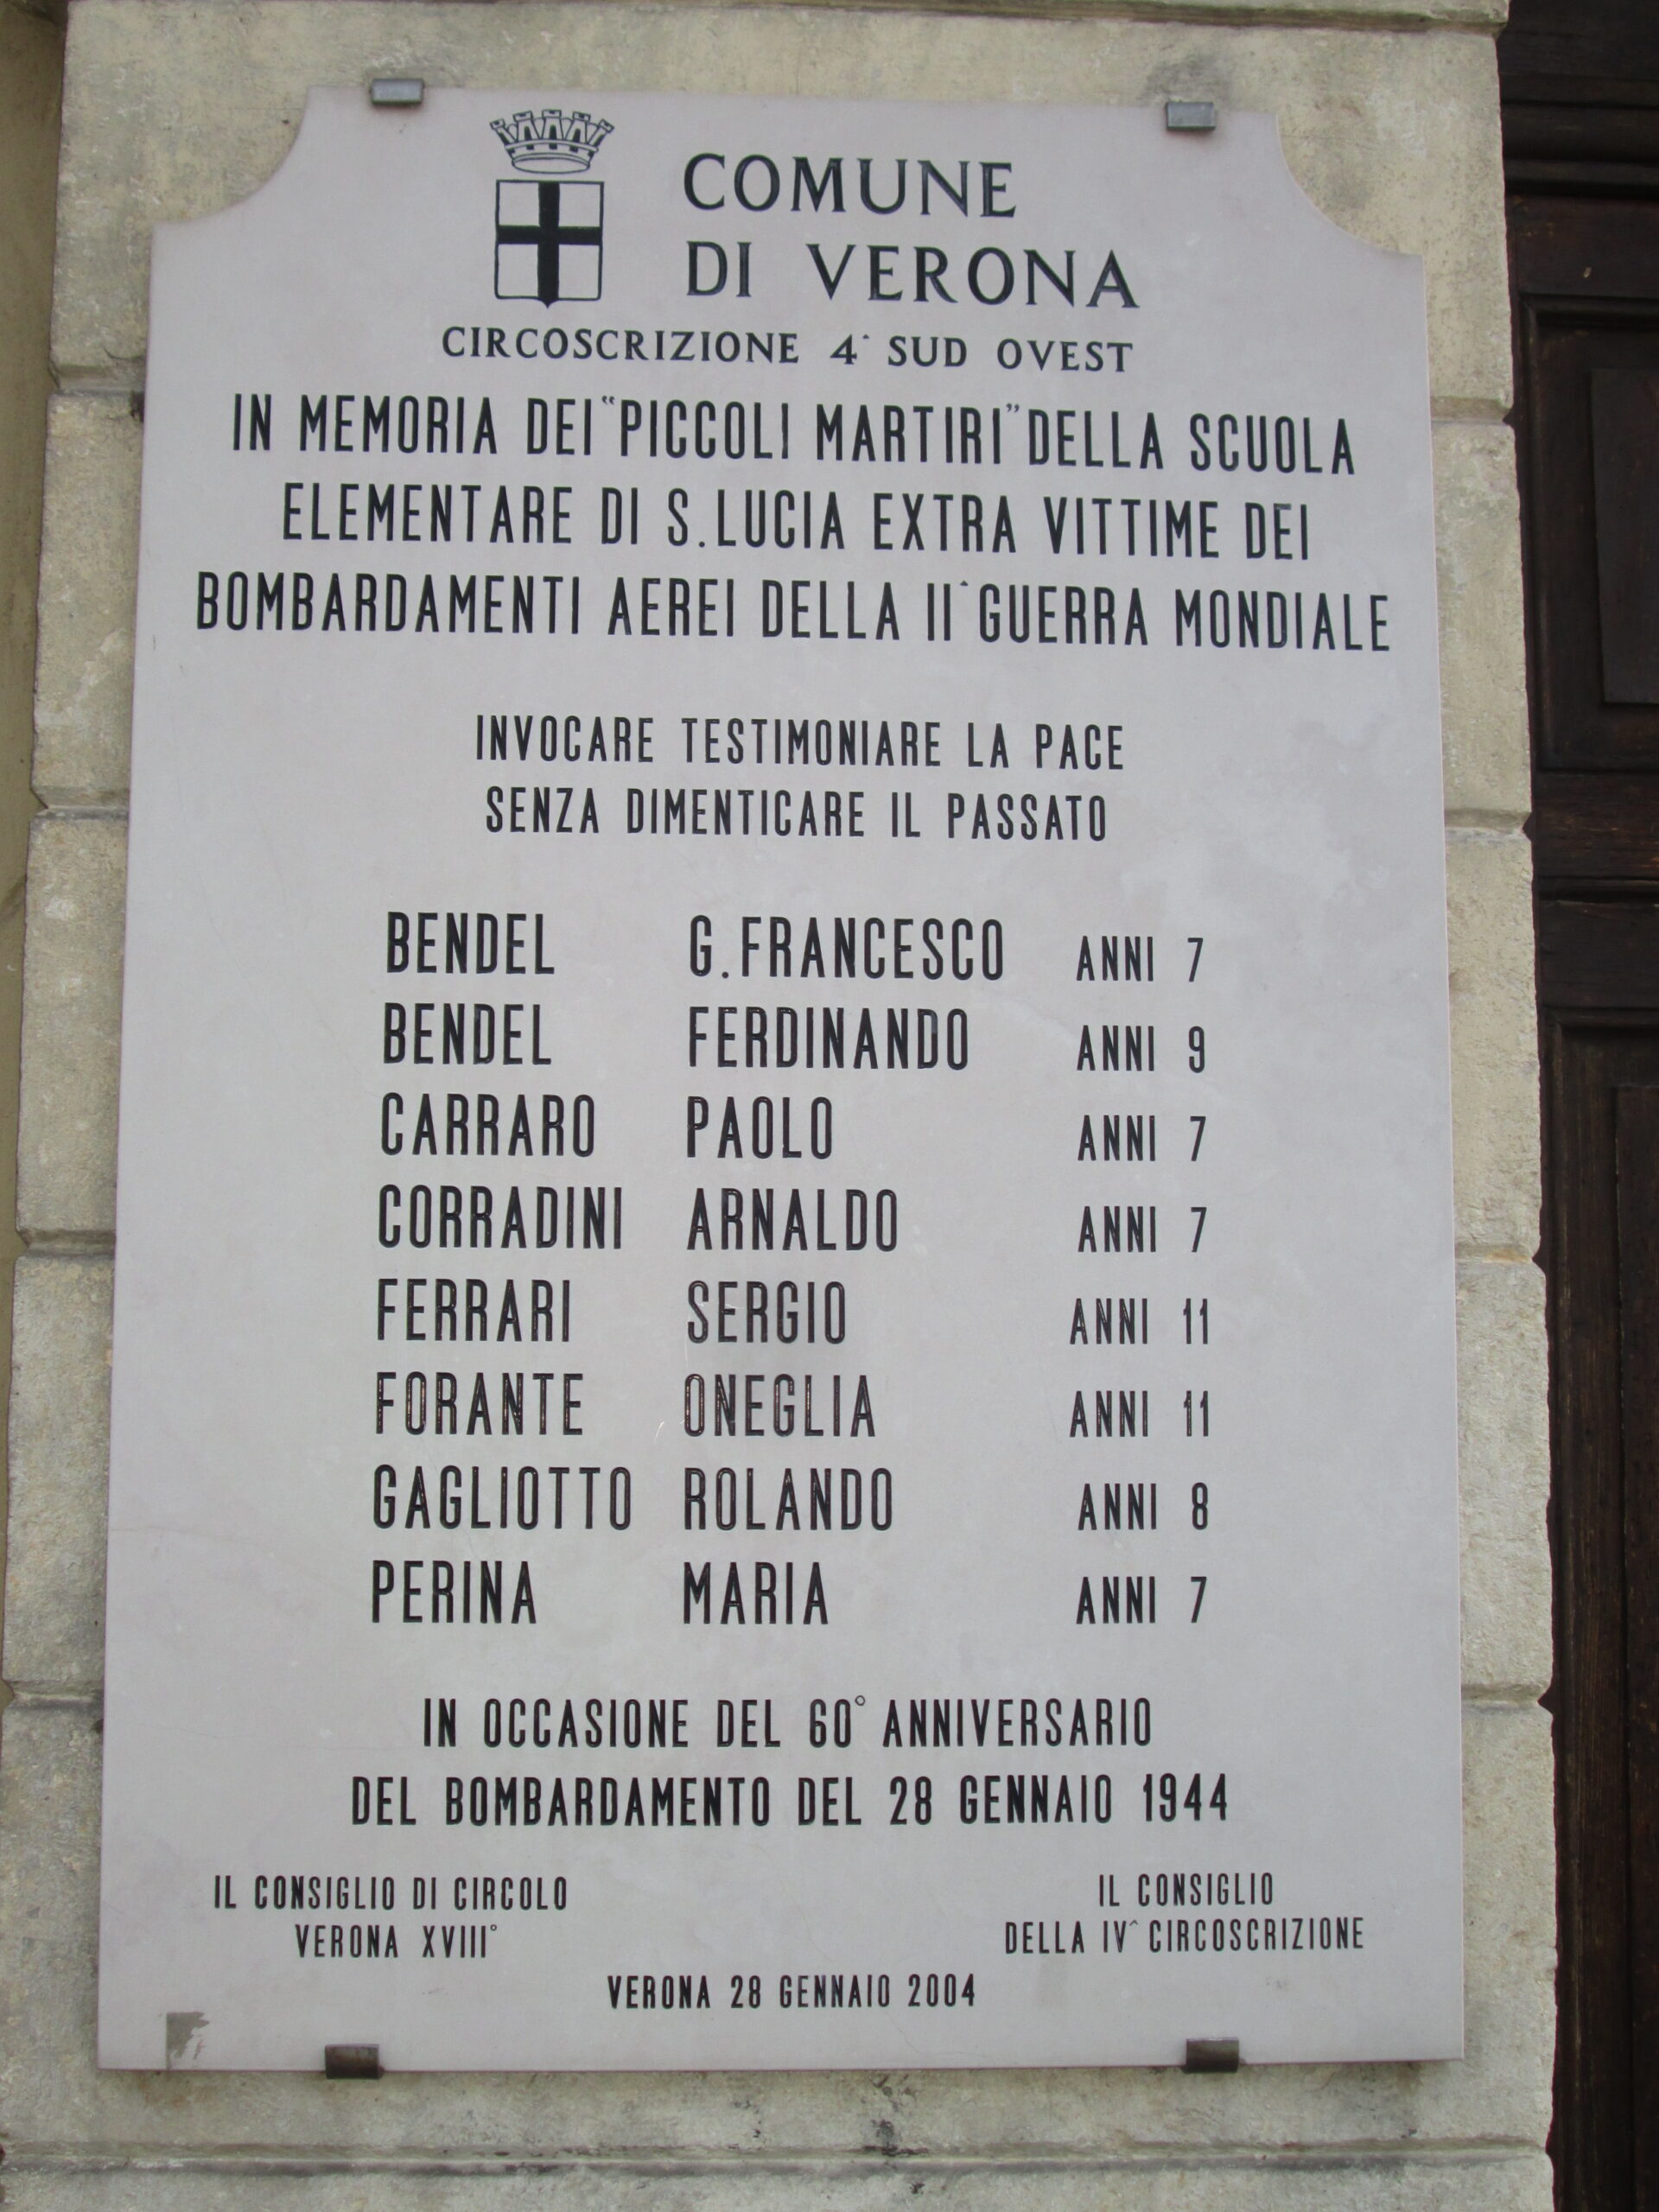 COMUNE
DI VERONA
CIRCOSCRIZIONE 4^ SUD OVEST
IN MEMORIA DEI "PICCOLI MARTIRI" DELLA SCUOLA
ELEMENTARE DI S. LUCIA EXTRA VITTIME DEI
BOMBARDAMENTI AEREI DELLA II^ GUERRA MONDIALE
INVOCARE TESTIMONIARE LA PACE
SENZA DIMENTICARE IL PASSATO
BENDEL G. FRANCESCO ANNI 7
BENDEL FERDINANDO ANNI 9
CARRARO PAOLO ANNI 7
CORRADINI ARNALDO ANNI 7
FERRARI SERGIO ANNI 11
FORANTE ONEGLIA ANNI 11
GAGLIOTTO ROLANDO ANNI 8
PERINA MARIA ANNI 7
IN OCCASIONE DEL 60° ANNIVERSARIO
DEL BOMBARDAMENTO DEL 28 GENNAIO 1944
IL CONSIGLIO DI CIRCOLO
VERONA XVIII°
IL CONSIGLIO
DELLA IV^ CIRCOSCRIZIONE
VERONA 28 GENNAIO 2004